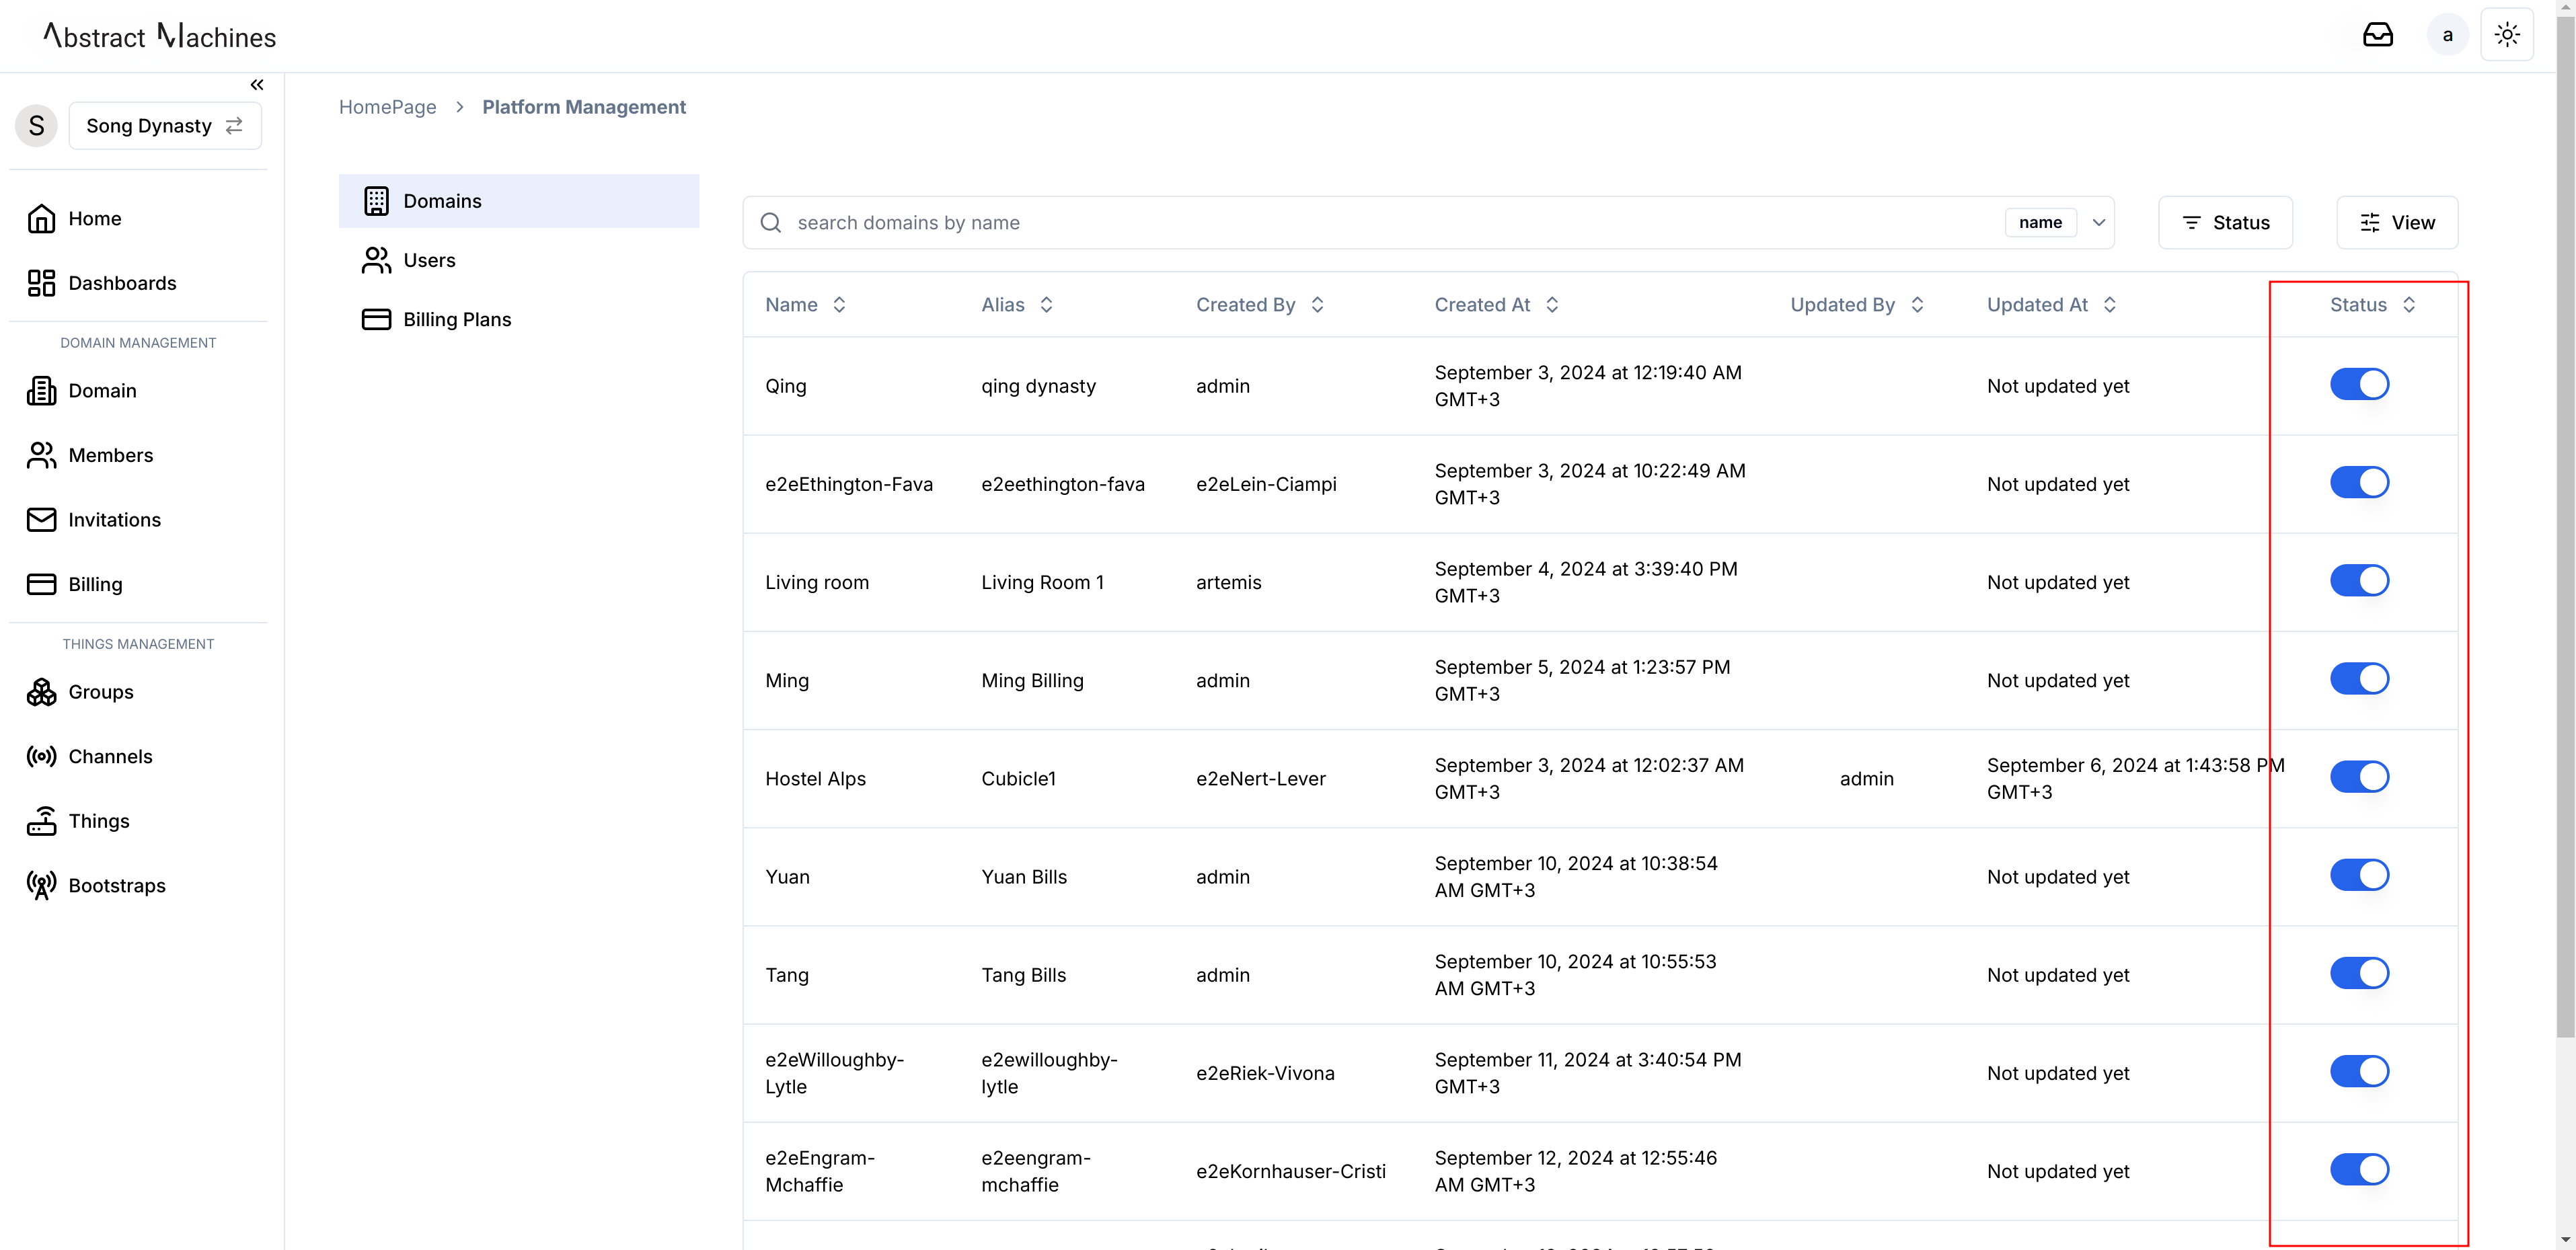 Abstract Machines
a
S
Song Dynasty
Home
Dashboards
DOMAIN MANAGEMENT
Domain
Members
Invitations
Billing
THINGS MANAGEMENT
Groups
Channels
Things
Bootstraps
HomePage > Platform Management
Domains
Users
Billing Plans
search domains by name
name
Status
View
Name Alias Created By Created At Updated By Updated At Status
Qing qing dynasty admin September 3, 2024 at 12:19:40 AM
GMT+3 Not updated yet
e2eEthington-Fava e2eethington-fava e2eLein-Ciampi September 3, 2024 at 10:22:49 AM
GMT+3 Not updated yet
Living room Living Room 1 artemis September 4, 2024 at 3:39:40 PM
GMT+3 Not updated yet
Ming Ming Billing admin September 5, 2024 at 1:23:57 PM
GMT+3 Not updated yet
Hostel Alps Cubicle1 e2eNert-Lever September 3, 2024 at 12:02:37 AM
GMT+3 admin September 6, 2024 at 1:43:58 PM
GMT+3
Yuan Yuan Bills admin September 10, 2024 at 10:38:54
AM GMT+3 Not updated yet
Tang Tang Bills admin September 10, 2024 at 10:55:53
AM GMT+3 Not updated yet
e2eWilloughby-
Lytle e2ewilloughby-
lytle e2eRiek-Vivona September 11, 2024 at 3:40:54 PM
GMT+3 Not updated yet
e2eEngram-
Mchaffie e2eengram-
mchaffie e2eKornhauser-Cristi September 12, 2024 at 12:55:46
AM GMT+3 Not updated yet